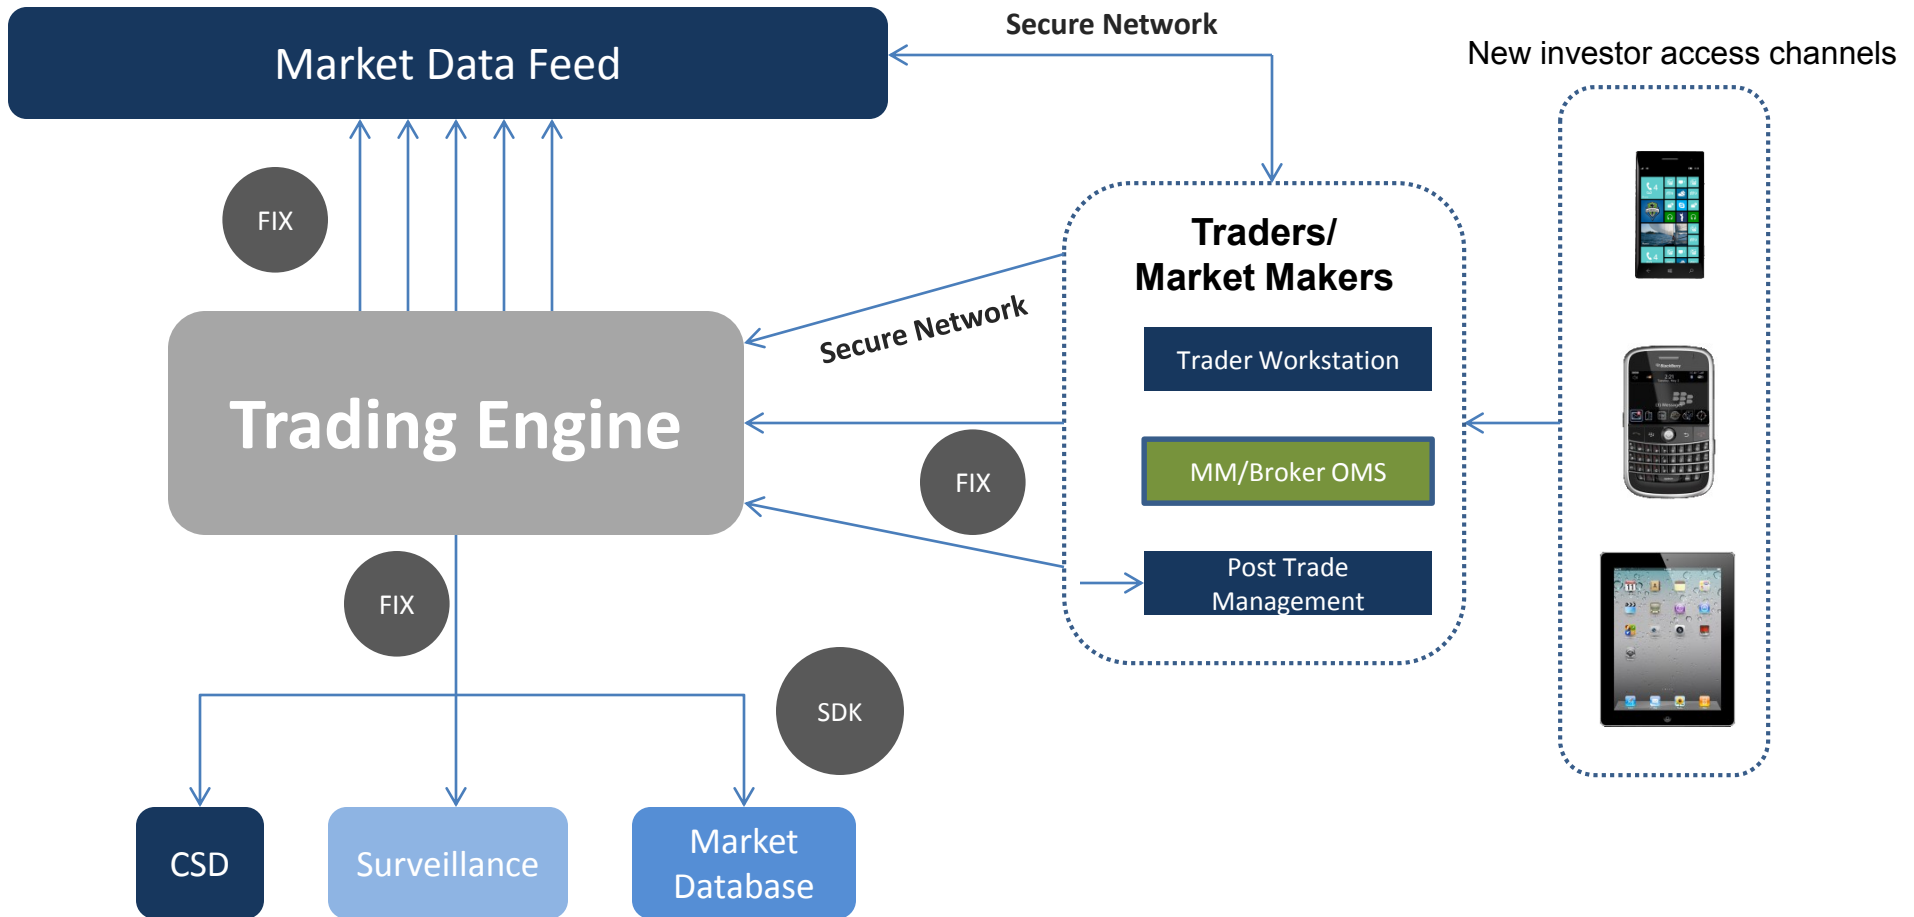 Secure Network
Market Data Feed
New investor access channels
FIX
Traders/
Market Makers
Secure Network
Trader Workstation
Trading Engine
MM/Broker OMS
FIX
Post Trade
Management
FIX
SDK
CSD
Surveillance
Market
Database